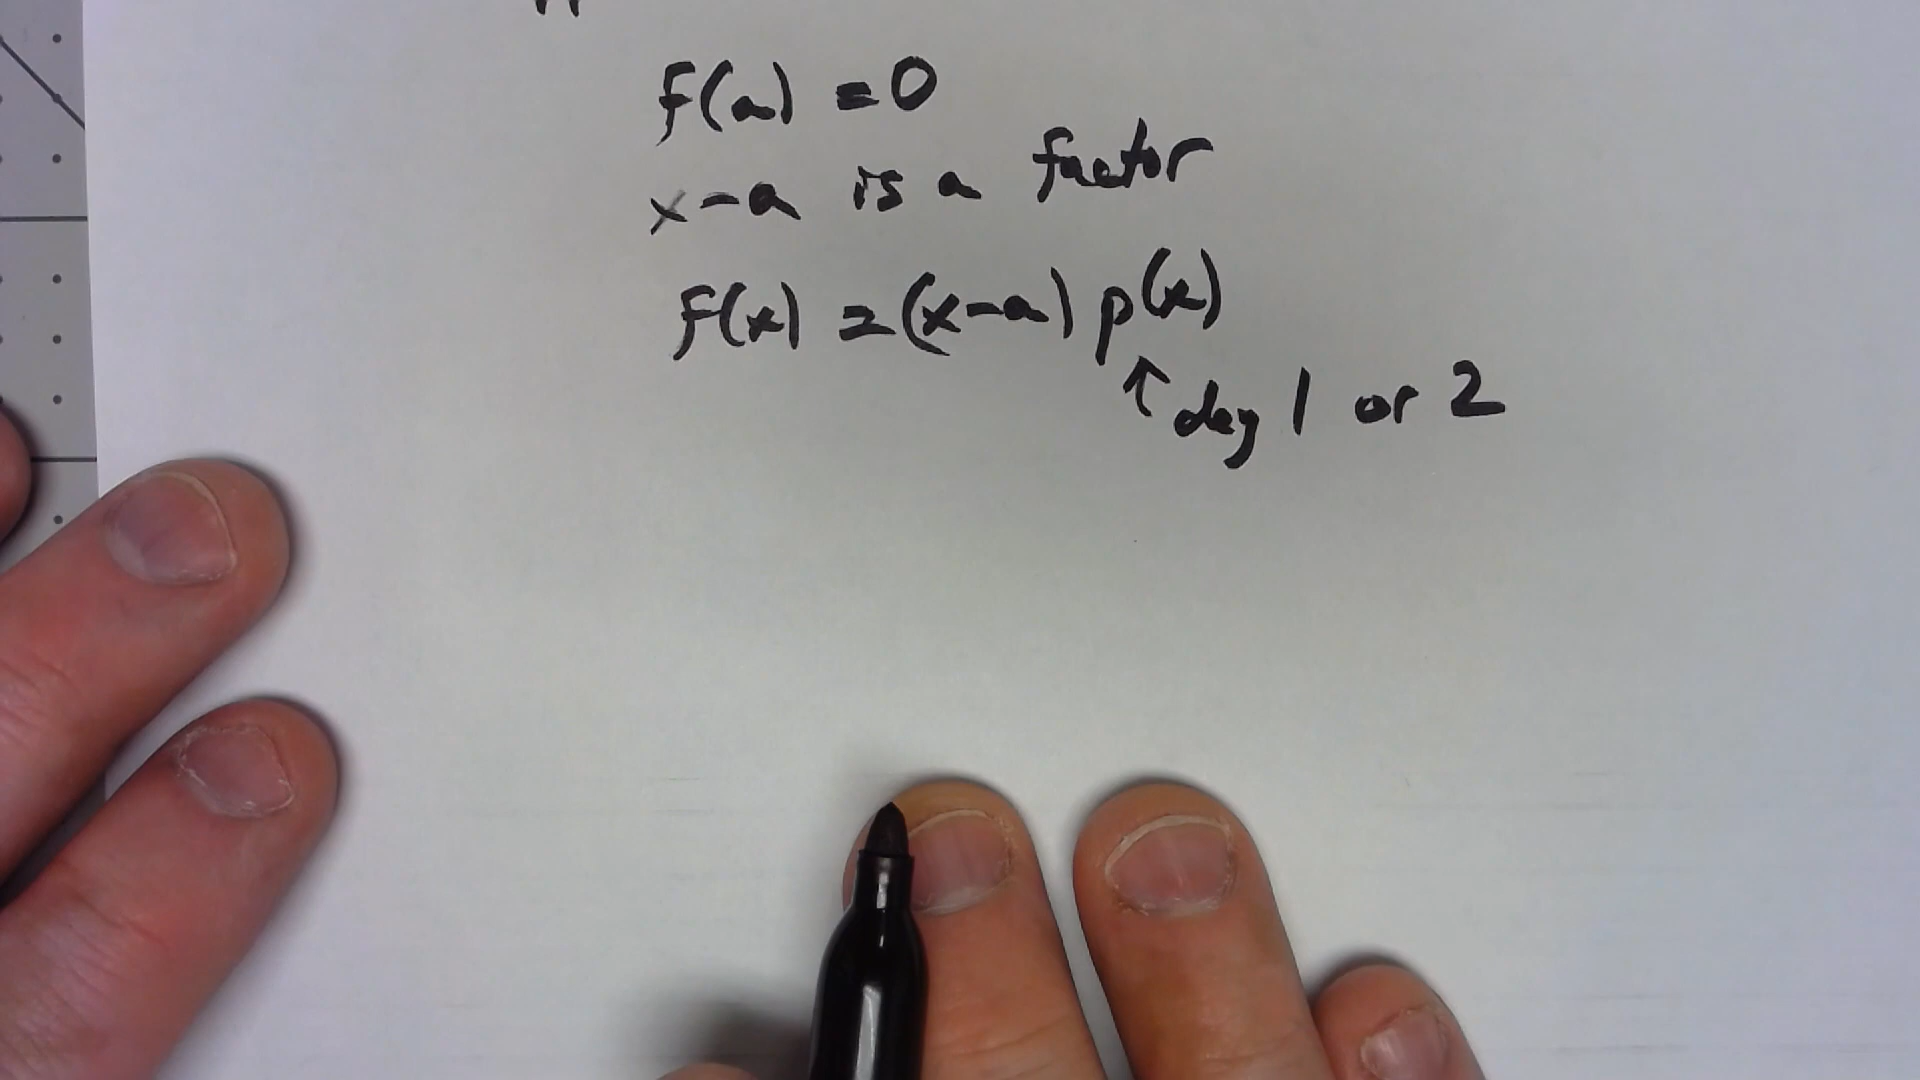 f(a) = 0
x-a is a factor
f(x) = (x-a) p(x)
↑ deg 1 or 2